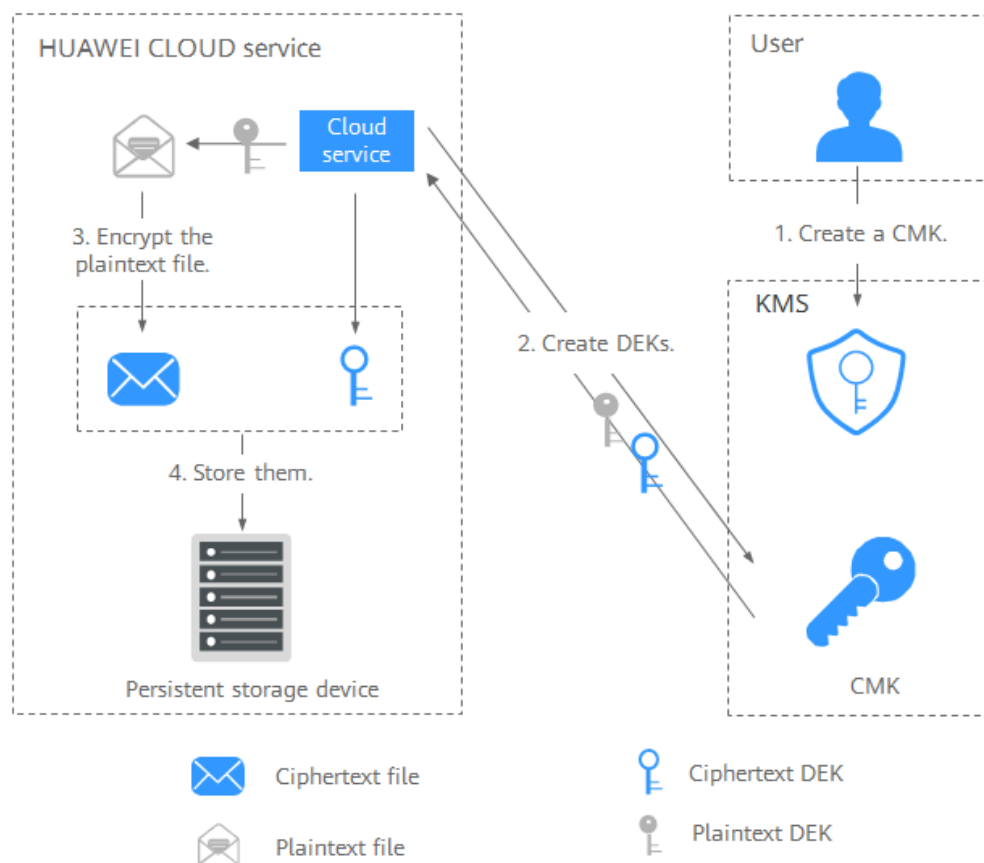 HUAWEI CLOUD service
User
Cloud
service
3. Encrypt the
plaintext file.
1. Create a CMK.
KMS
2. Create DEKs.
4. Store them.
Persistent storage device
CMK
Ciphertext file
Ciphertext DEK
Plaintext file
Plaintext DEK